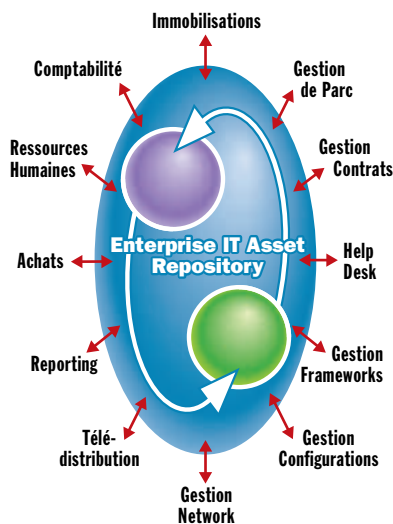 Immobilisations
Comptabilité
Gestion
de Parc
Ressources
Humaines
Gestion
Contrats
Enterprise IT Asset
Repository
Achats
Help
Desk
Reporting
Gestion
Frameworks
Télé-
distribution
Gestion
Configurations
Gestion
Network